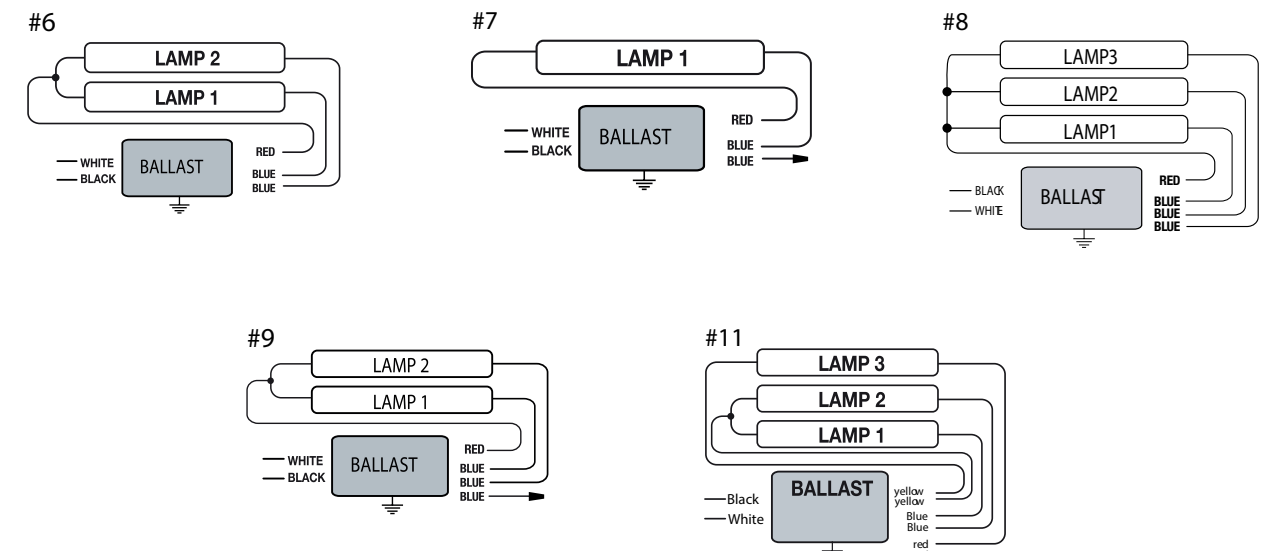 #6
LAMP 2
LAMP 1
BALLAST
WHITE
BLACK
RED
BLUE
BLUE
#7
LAMP 1
BALLAST
WHITE
BLACK
RED
BLUE
BLUE
#8
LAMP3
LAMP2
LAMP1
BALLAST
BLACK
WHITE
RED
BLUE
BLUE
BLUE
#9
LAMP 2
LAMP 1
BALLAST
WHITE
BLACK
RED
BLUE
BLUE
BLUE
#11
LAMP 3
LAMP 2
LAMP 1
BALLAST
Black
White
yellow
yellow
Blue
Blue
red